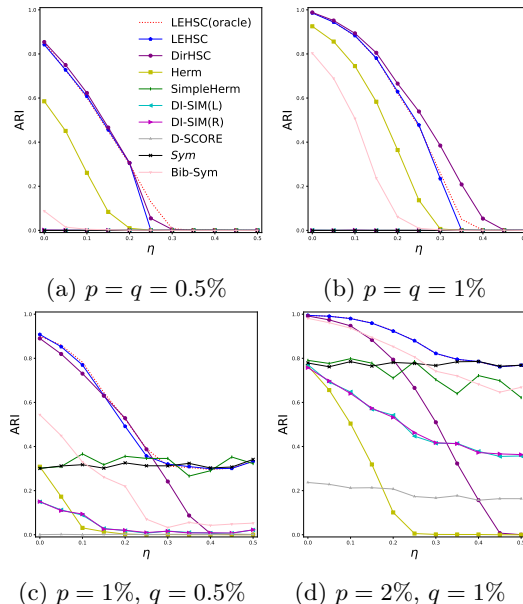 1.0
0.8
0.6
0.4
0.2
0.0
ARI
0.0 0.1 0.2 0.3 0.4 0.5
η
LEHSC(oracle)
LEHSC
DirHSC
Herm
SimpleHerm
DI-SIM(L)
DI-SIM(R)
D-SCORE
Sym
Bib-Sym
1.0
0.8
0.6
0.4
0.2
0.0
ARI
0.0 0.1 0.2 0.3 0.4 0.5
η
(a) p = q = 0.5%
(b) p = q = 1%
1.0
0.8
0.6
0.4
0.2
0.0
ARI
0.0 0.1 0.2 0.3 0.4 0.5
η
1.0
0.8
0.6
0.4
0.2
0.0
ARI
0.0 0.1 0.2 0.3 0.4 0.5
η
(c) p = 1%, q = 0.5%
(d) p = 2%, q = 1%